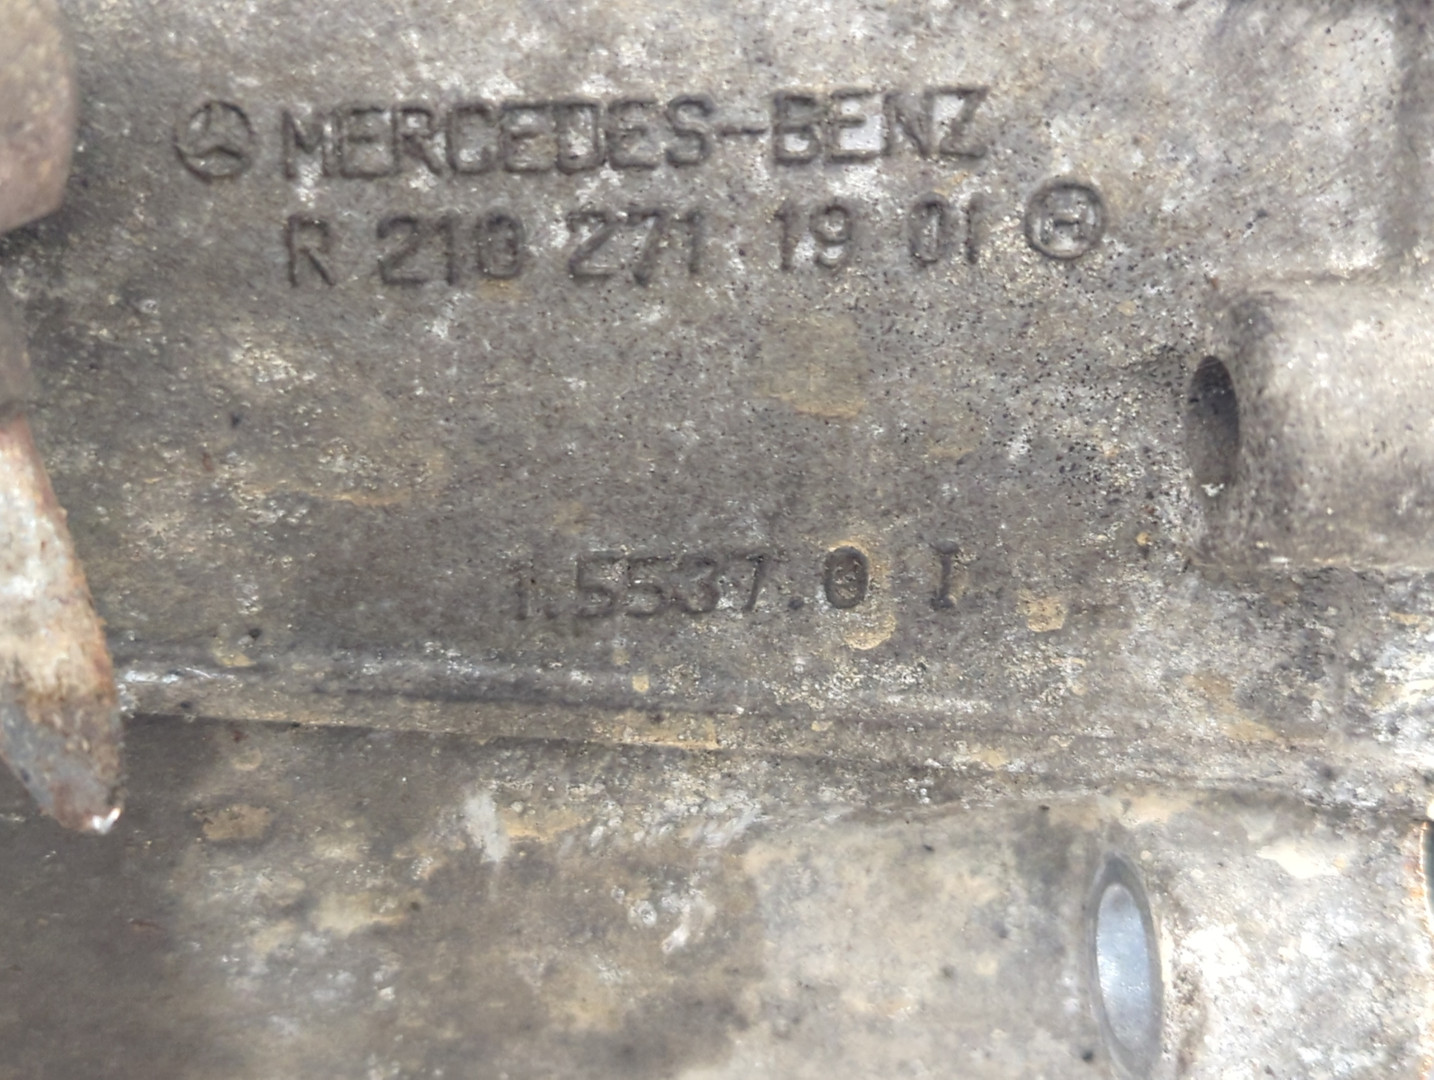 MERCEDES-BENZ
R 210 271 19 01 H
1.5537.0 I